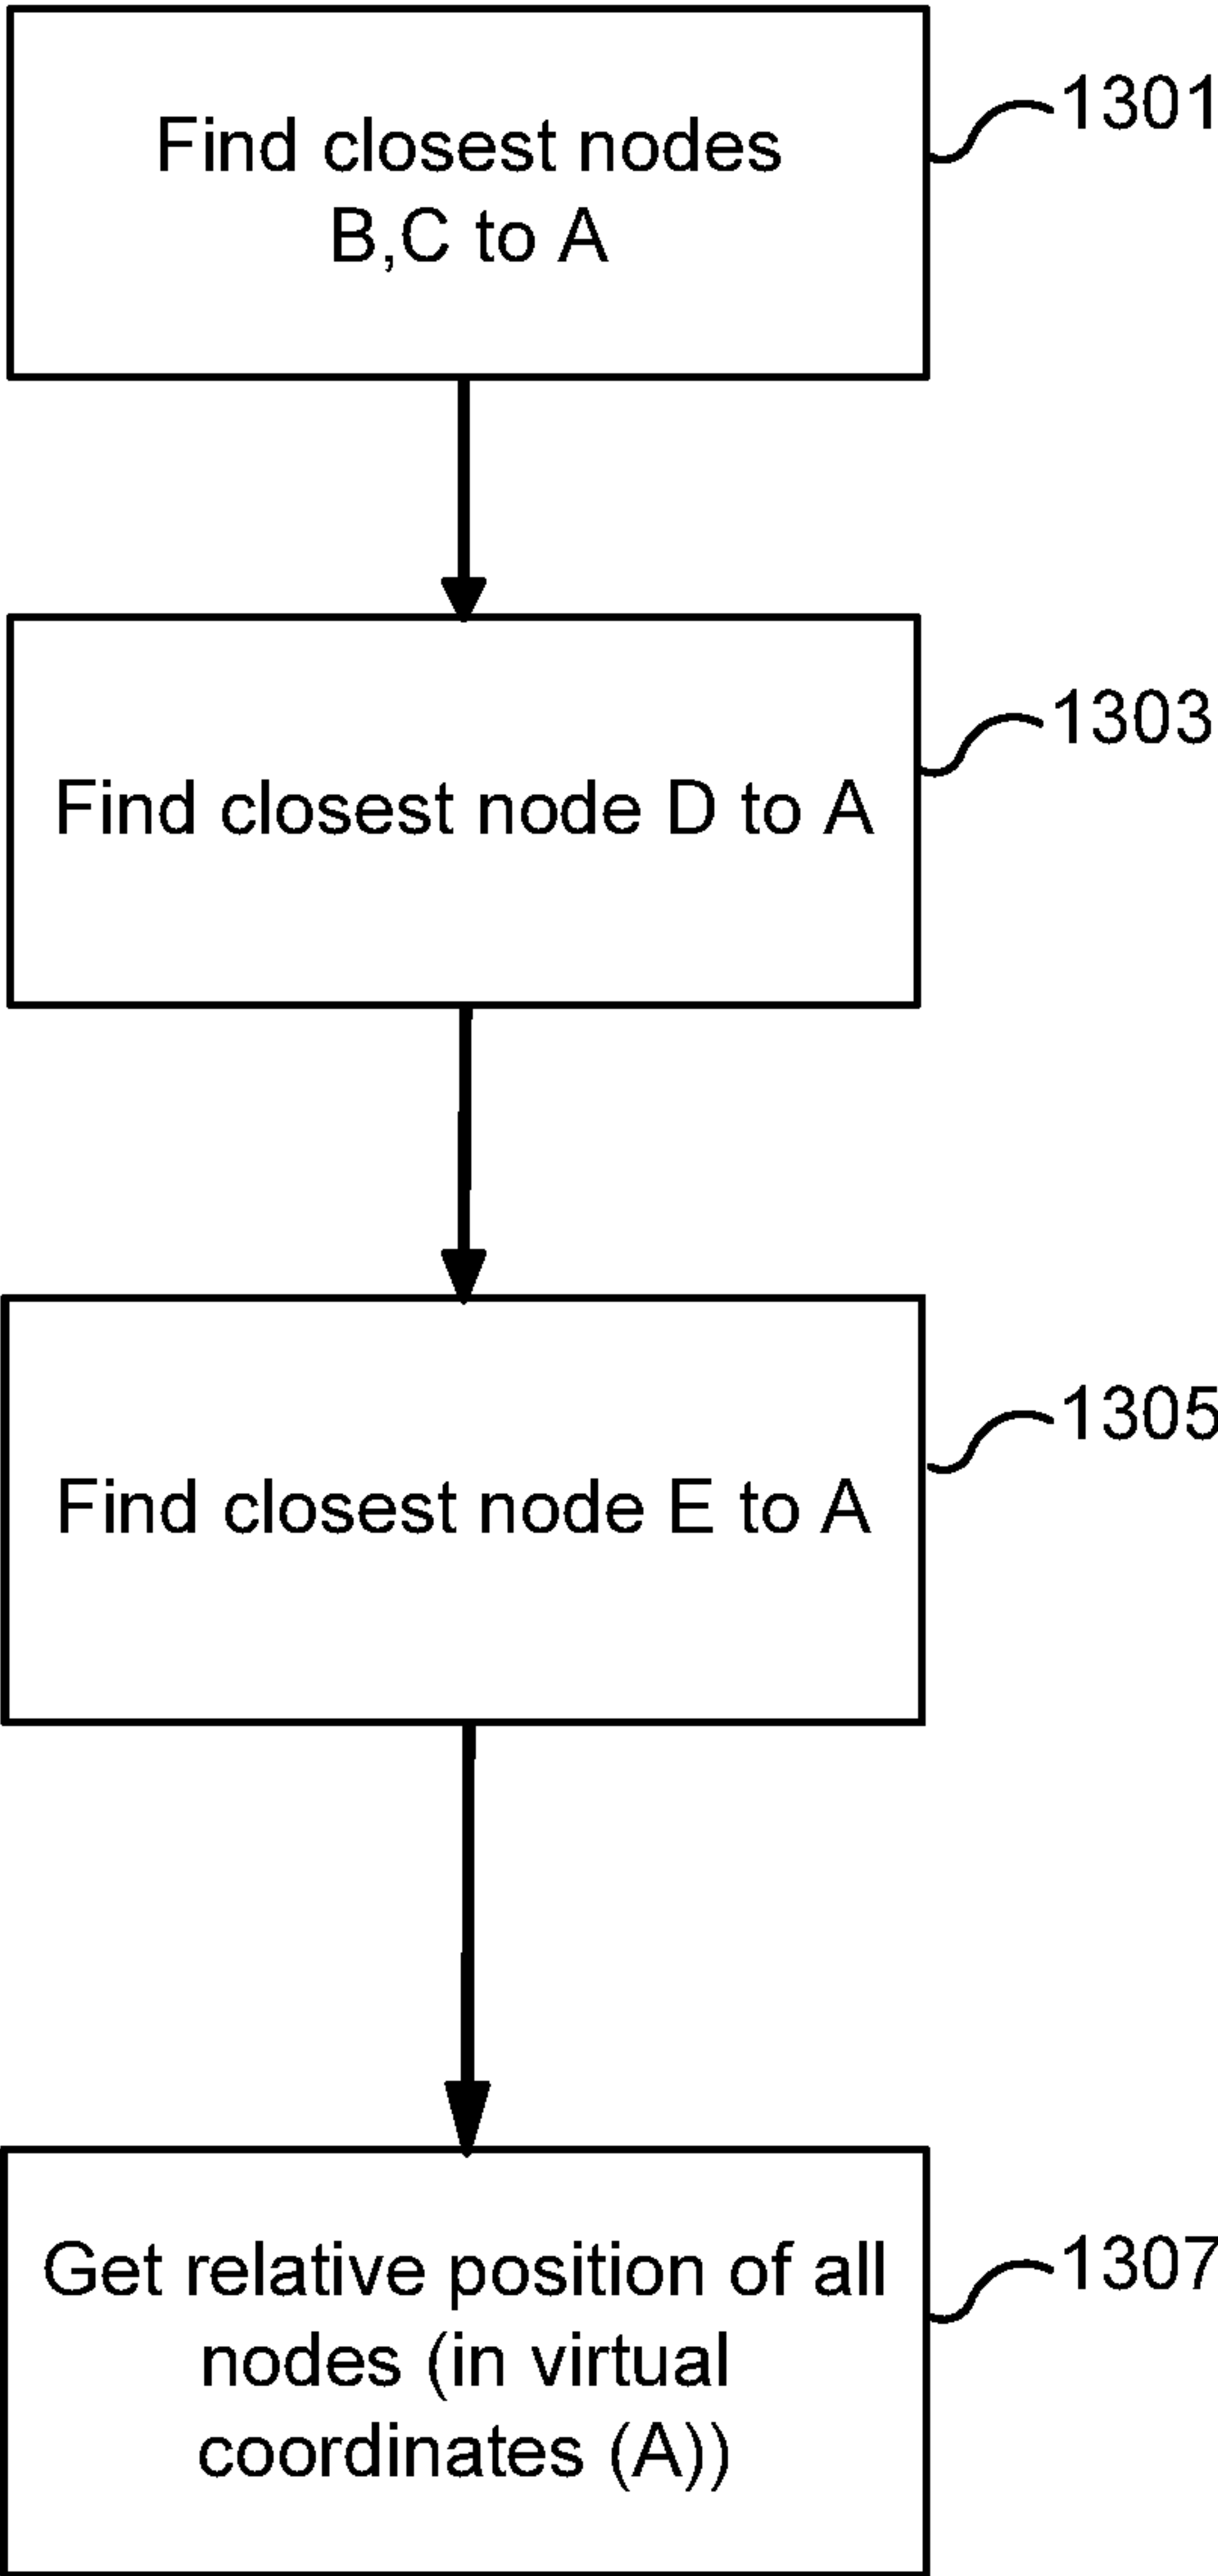 Find closest nodes
B,C to A
1301
Find closest node D to A
1303
Find closest node E to A
1305
Get relative position of all
nodes (in virtual
coordinates (A))
1307